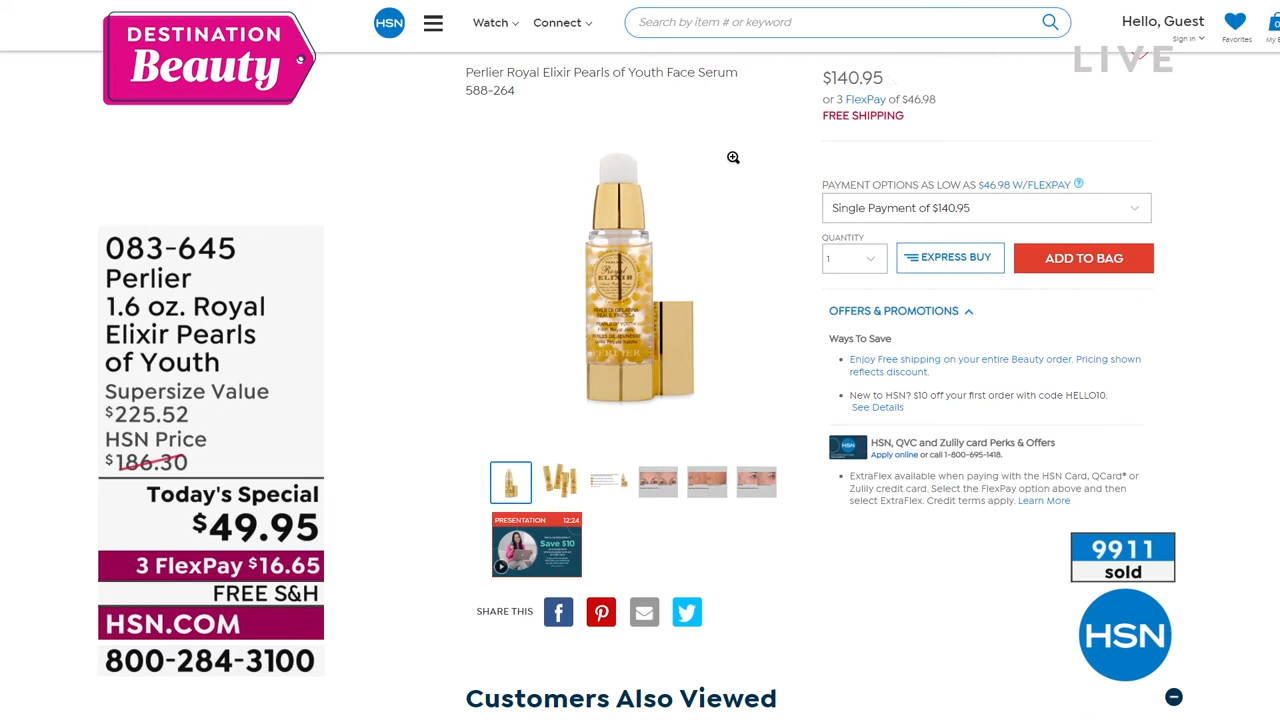 DESTINATION
Beauty
HSN
Watch
Connect
Search by item # or keyword
Hello, Guest
Sign In
Favorites
0
LIVE
Perlier Royal Elixir Pearls of Youth Face Serum
588-264
$140.95
or 3 FlexPay of $46.98
FREE SHIPPING
PAYMENT OPTIONS AS LOW AS $46.98 W/FLEXPAY
Single Payment of $140.95
QUANTITY
1
EXPRESS BUY
ADD TO BAG
OFFERS & PROMOTIONS
Ways To Save
• Enjoy Free shipping on your entire Beauty order. Pricing shown
reflects discount.
• New to HSN? $10 off your first order with code HELLO10.
See Details
HSN, QVC and Zulily card Perks & Offers
Apply online or call 1-800-695-1418.
• ExtraFlex available when paying with the HSN Card, QCard® or
Zulily credit card. Select the FlexPay option above and then
select ExtraFlex. Credit terms apply. Learn More
PERLIER
Royal
ELIXIR
PERLIER
PRESENTATION 12:24
Save $10
SHARE THIS
Customers Also Viewed
083-645
Perlier
1.6 oz. Royal
Elixir Pearls
of Youth
Supersize Value
$225.52
HSN Price
$186.30
Today's Special
$49.95
3 FlexPay $16.65
FREE S&H
HSN.COM
800-284-3100
9911
sold
HSN